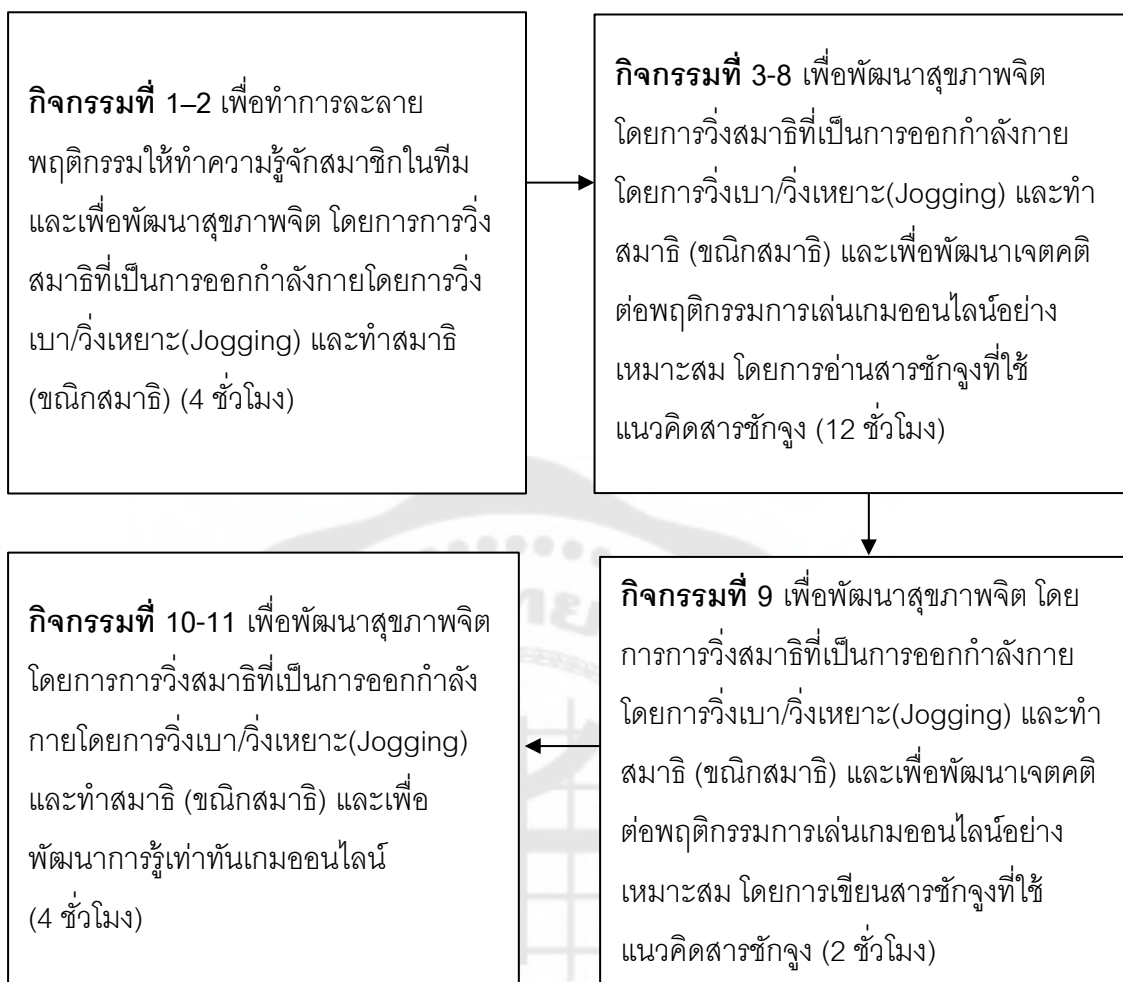 กิจกรรมที่ 1–2 เพื่อทำการละลาย
พฤติกรรมให้ทำความรู้จักสมาชิกในทีม
และเพื่อพัฒนาสุขภาพจิต โดยการการวิ่ง
สมาธิที่เป็นการออกกำลังกายโดยการวิ่ง
เบา/วิ่งเหยาะ(Jogging) และทำสมาธิ
(ขณิกสมาธิ) (4 ชั่วโมง)
กิจกรรมที่ 3-8 เพื่อพัฒนาสุขภาพจิต
โดยการวิ่งสมาธิที่เป็นการออกกำลังกาย
โดยการวิ่งเบา/วิ่งเหยาะ(Jogging) และทำ
สมาธิ (ขณิกสมาธิ) และเพื่อพัฒนาเจตคติ
ต่อพฤติกรรมการเล่นเกมออนไลน์อย่าง
เหมาะสม โดยการอ่านสารชักจูงที่ใช้
แนวคิดสารชักจูง (12 ชั่วโมง)
กิจกรรมที่ 9 เพื่อพัฒนาสุขภาพจิต โดย
การการวิ่งสมาธิที่เป็นการออกกำลังกาย
โดยการวิ่งเบา/วิ่งเหยาะ(Jogging) และทำ
สมาธิ (ขณิกสมาธิ) และเพื่อพัฒนาเจตคติ
ต่อพฤติกรรมการเล่นเกมออนไลน์อย่าง
เหมาะสม โดยการเขียนสารชักจูงที่ใช้
แนวคิดสารชักจูง (2 ชั่วโมง)
กิจกรรมที่ 10-11 เพื่อพัฒนาสุขภาพจิต
โดยการการวิ่งสมาธิที่เป็นการออกกำลัง
กายโดยการวิ่งเบา/วิ่งเหยาะ(Jogging)
และทำสมาธิ (ขณิกสมาธิ) และเพื่อ
พัฒนาการรู้เท่าทันเกมออนไลน์
(4 ชั่วโมง)